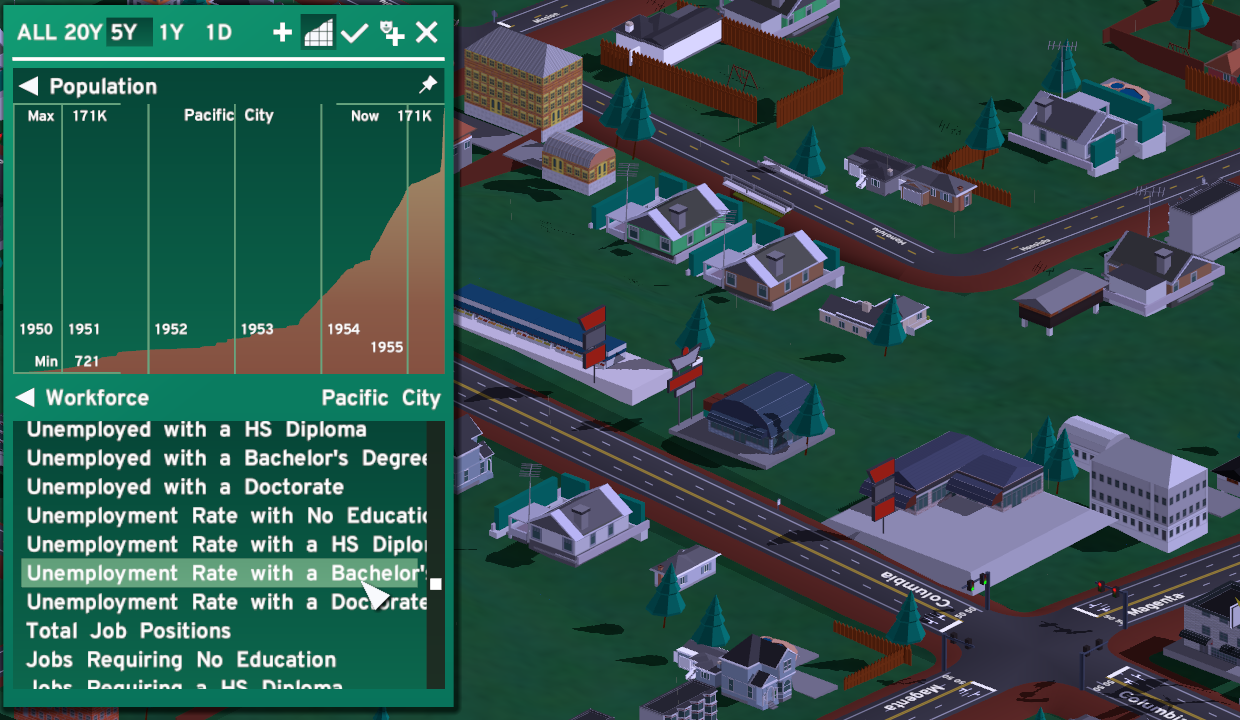 ALL 20Y 5Y 1Y 1D
Population
Max 171K Pacific City Now 171K
1950 1951 1952 1953 1954
1955
Min 721
Workforce Pacific City
Unemployed with a HS Diploma
Unemployed with a Bachelor's Degree
Unemployed with a Doctorate
Unemployment Rate with No Educatio
Unemployment Rate with a HS Diplo
Unemployment Rate with a Bachelor'
Unemployment Rate with a Doctorate
Total Job Positions
Jobs Requiring No Education
Jobs Requiring a HS Diploma
Mission
Honolulu
Honolulu
Columbia
Magenta
Magenta
Columbia